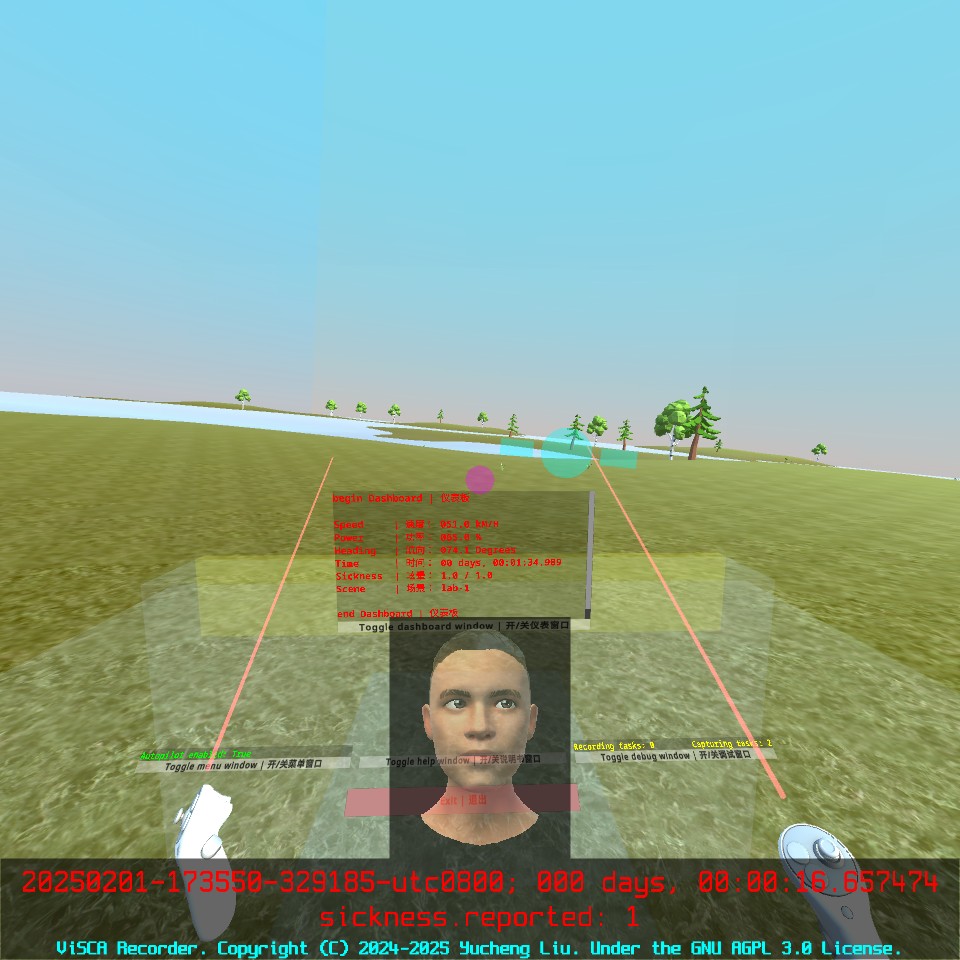 begin Dashboard | 仪表板
Speed | 速度: 051.0 KM/H
Power | 功率:
Heading | 航向: 074.1 Degrees
Time | 时间: 00 days, 00:01:34.989
Sickness | 晕量: 1.0 / 1.0
Scene | 场景: lab-1
end Dashboard | 仪表板
Toggle dashboard window | 开/关仪表窗口
Autopilot enabled: True
Toggle menu window | 开/关菜单窗口
Toggle help window | 开/关说明书窗口
Recording tasks: 0 Capturing tasks: 2
Toggle debug window | 开/关调试窗口
Exit | 退出
20250201-173550-329185-utc0800; 000 days, 00:00:16.657474
sickness.reported: 1
ViSCA Recorder. Copyright (C) 2024-2025 Yucheng Liu. Under the GNU AGPL 3.0 License.